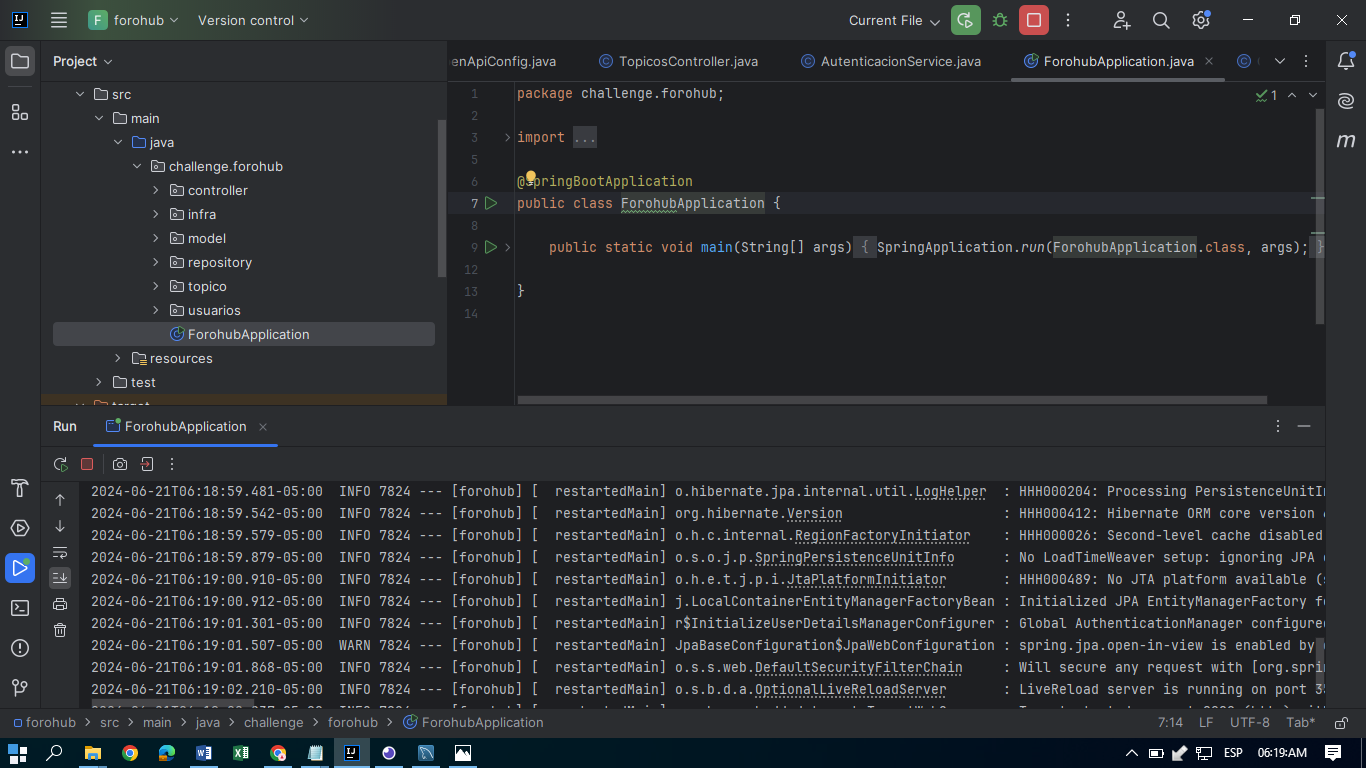 F forohub Version control Current File
Project
enApiConfig.java TopicosController.java AutenticacionService.java ForohubApplication.java
src
main
java
challenge.forohub
controller
infra
model
repository
topico
usuarios
ForohubApplication
resources
test
1 package challenge.forohub;
2
3 import ...
5
6 @SpringBootApplication
7 public class ForohubApplication {
8
9 public static void main(String[] args) { SpringApplication.run(ForohubApplication.class, args); }
12
13 }
14
1
m
Run ForohubApplication
2024-06-21T06:18:59.481-05:00 INFO 7824 --- [forohub] [ restartedMain] o.hibernate.jpa.internal.util.LogHelper : HHH000204: Processing PersistenceUnitIn
2024-06-21T06:18:59.542-05:00 INFO 7824 --- [forohub] [ restartedMain] org.hibernate.Version : HHH000412: Hibernate ORM core version
2024-06-21T06:18:59.579-05:00 INFO 7824 --- [forohub] [ restartedMain] o.h.c.internal.RegionFactoryInitiator : HHH000026: Second-level cache disabled
2024-06-21T06:18:59.879-05:00 INFO 7824 --- [forohub] [ restartedMain] o.s.o.j.p.SpringPersistenceUnitInfo : No LoadTimeWeaver setup: ignoring JPA
2024-06-21T06:19:00.910-05:00 INFO 7824 --- [forohub] [ restartedMain] o.h.e.t.j.p.i.JtaPlatformInitiator : HHH000489: No JTA platform available (
2024-06-21T06:19:00.912-05:00 INFO 7824 --- [forohub] [ restartedMain] j.LocalContainerEntityManagerFactoryBean : Initialized JPA EntityManagerFactory fo
2024-06-21T06:19:01.301-05:00 INFO 7824 --- [forohub] [ restartedMain] r$InitializeUserDetailsManagerConfigurer : Global AuthenticationManager configured
2024-06-21T06:19:01.507-05:00 WARN 7824 --- [forohub] [ restartedMain] JpaBaseConfiguration$JpaWebConfiguration : spring.jpa.open-in-view is enabled by
2024-06-21T06:19:01.868-05:00 INFO 7824 --- [forohub] [ restartedMain] o.s.s.web.DefaultSecurityFilterChain : Will secure any request with [org.spri
2024-06-21T06:19:02.210-05:00 INFO 7824 --- [forohub] [ restartedMain] o.s.b.d.a.OptionalLiveReloadServer : LiveReload server is running on port 35
forohub src main java challenge forohub ForohubApplication 7:14 LF UTF-8 Tab*
ESP 06:19AM